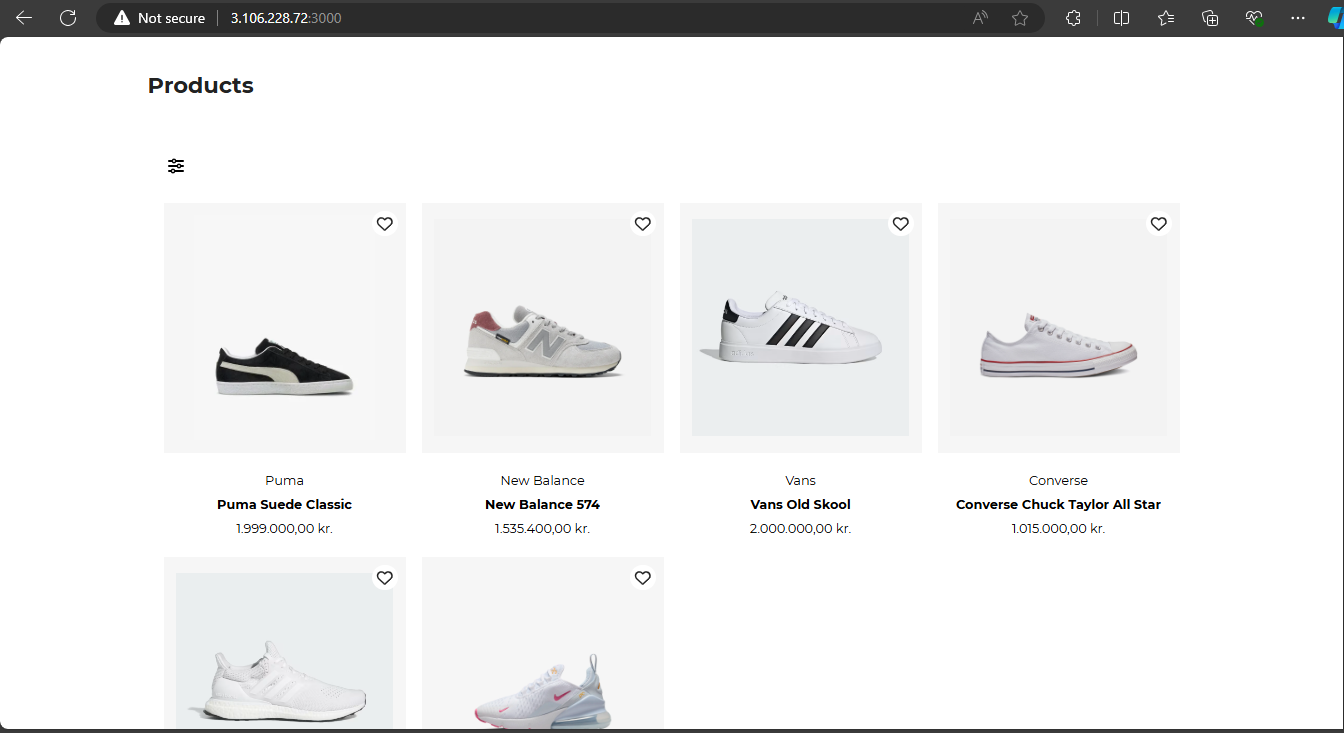 Not secure
3.106.228.72:3000
Products
Puma
Puma Suede Classic
1.999.000,00 kr.
New Balance
New Balance 574
1.535.400,00 kr.
Vans
Vans Old Skool
2.000.000,00 kr.
Converse
Converse Chuck Taylor All Star
1.015.000,00 kr.